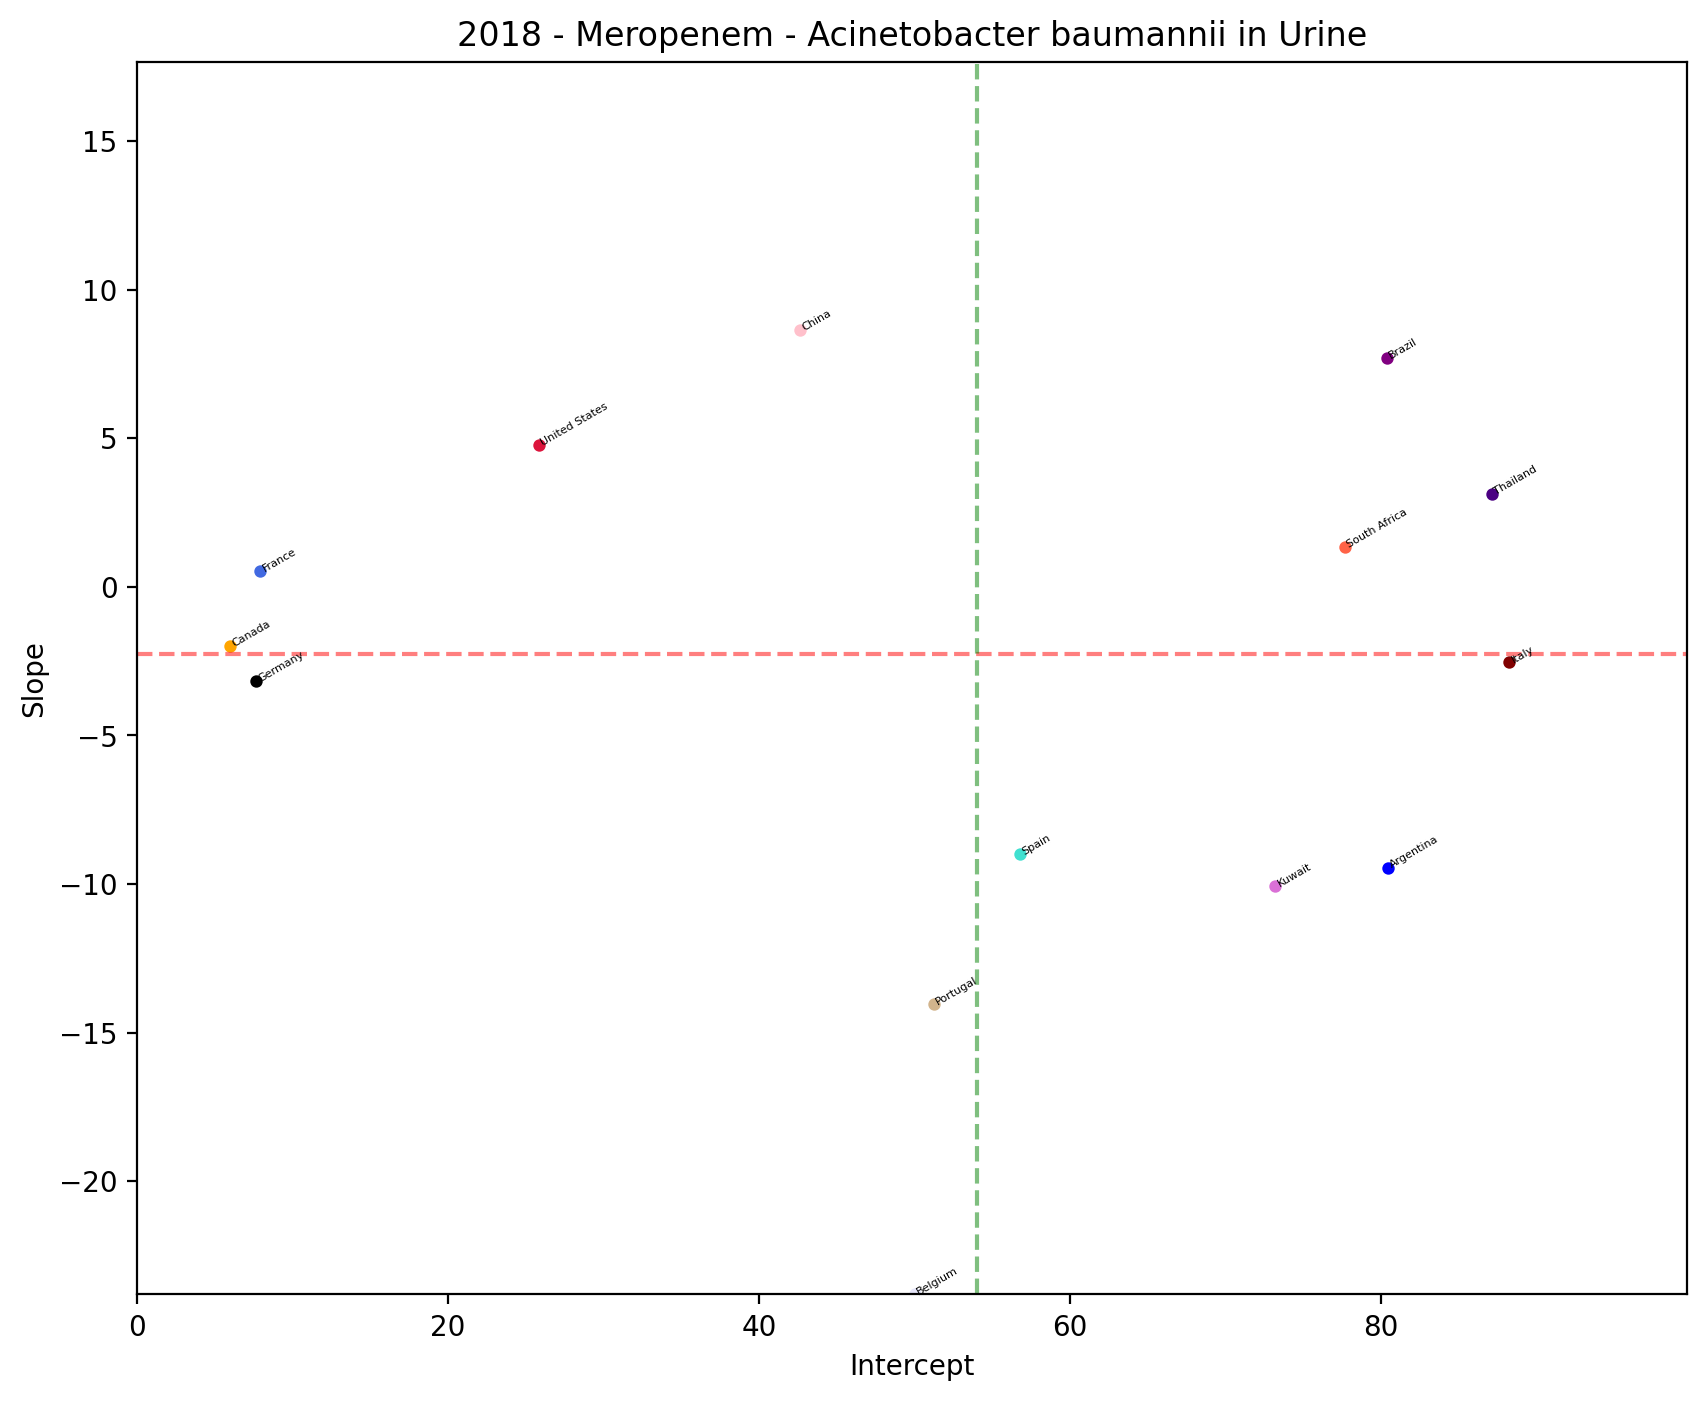 2018 - Meropenem - Acinetobacter baumannii in Urine
15
10
China
Brazil
United States
5
Thailand
South Africa
France
0
Canada
Germany
Italy
Slope
−5
Spain
Argentina
Kuwait
−10
Portugal
−15
−20
Belgium
0 20 40 60 80
Intercept